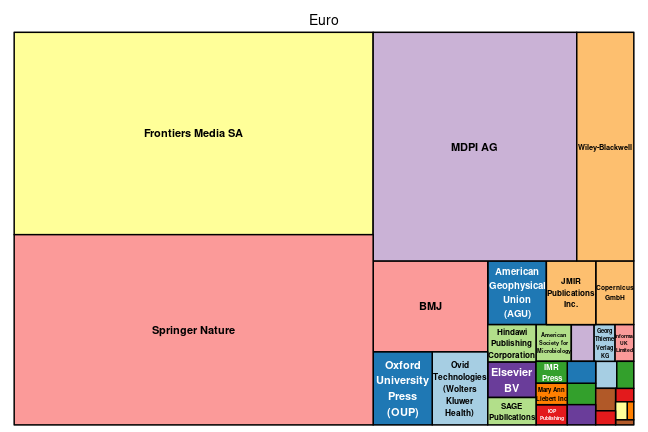 Euro
Frontiers Media SA
MDPI AG
Wiley-Blackwell
Springer Nature
BMJ
American
Geophysical
Union
(AGU)
JMIR
Publications
Inc.
Copernicus
GmbH
Oxford
University
Press
(OUP)
Ovid
Technologies
(Wolters
Kluwer
Health)
Hindawi
Publishing
Corporation
American
Society for
Microbiology
Georg
Thieme
Verlag
KG
Informa
UK
Limited
Elsevier
BV
IMR
Press
Mary Ann
Liebert Inc
SAGE
Publications
IOP
Publishing